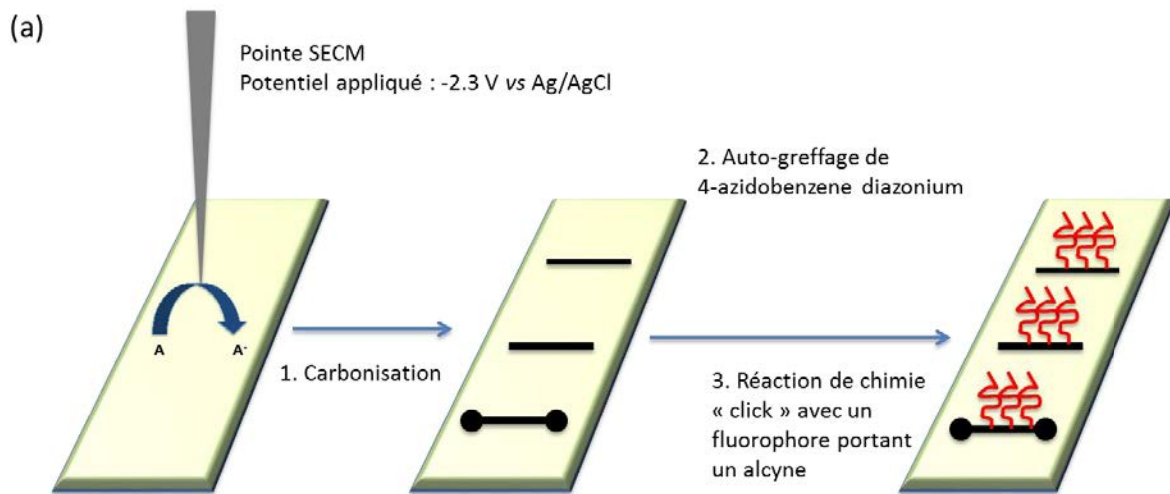 (a)
Pointe SECM
Potentiel appliqué : -2.3 V vs Ag/AgCl
A
A-
1. Carbonisation
2. Auto-greffage de
4-azidobenzene diazonium
3. Réaction de chimie
« click » avec un
fluorophore portant
un alcyne